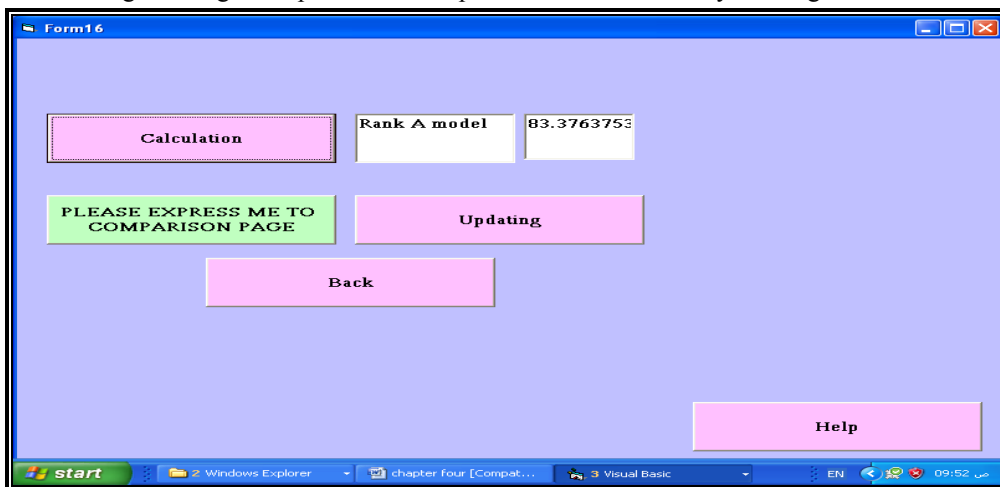 Form16
Calculation
Rank A model
83.3763753
PLEASE EXPRESS ME TO
COMPARISON PAGE
Updating
Back
Help
start
2 Windows Explorer
chapter four [Compat...
3 Visual Basic
EN
09:52 ص